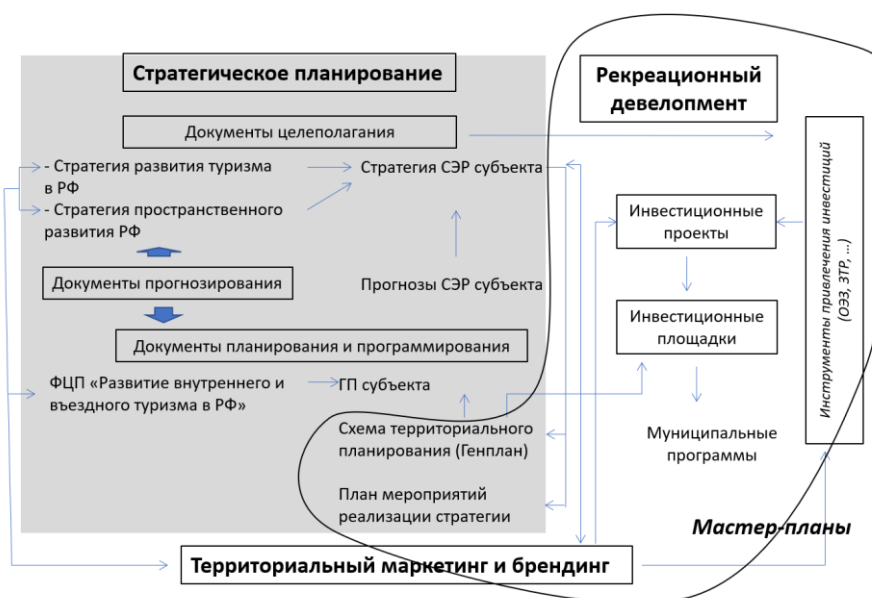 Стратегическое планирование
Рекреационный
девелопмент
Документы целеполагания
- Стратегия развития туризма
в РФ
- Стратегия пространственного
развития РФ
Стратегия СЭР субъекта
Документы прогнозирования
Прогнозы СЭР субъекта
Документы планирования и программирования
ФЦП «Развитие внутреннего и
въездного туризма в РФ»
ГП субъекта
Схема территориального
планирования (Генплан)
План мероприятий
реализации стратегии
Инвестиционные
проекты
Инвестиционные
площадки
Муниципальные
программы
Инструменты привлечения инвестиций
(ОЭЗ, ЗТР, ...)
Мастер-планы
Территориальный маркетинг и брендинг